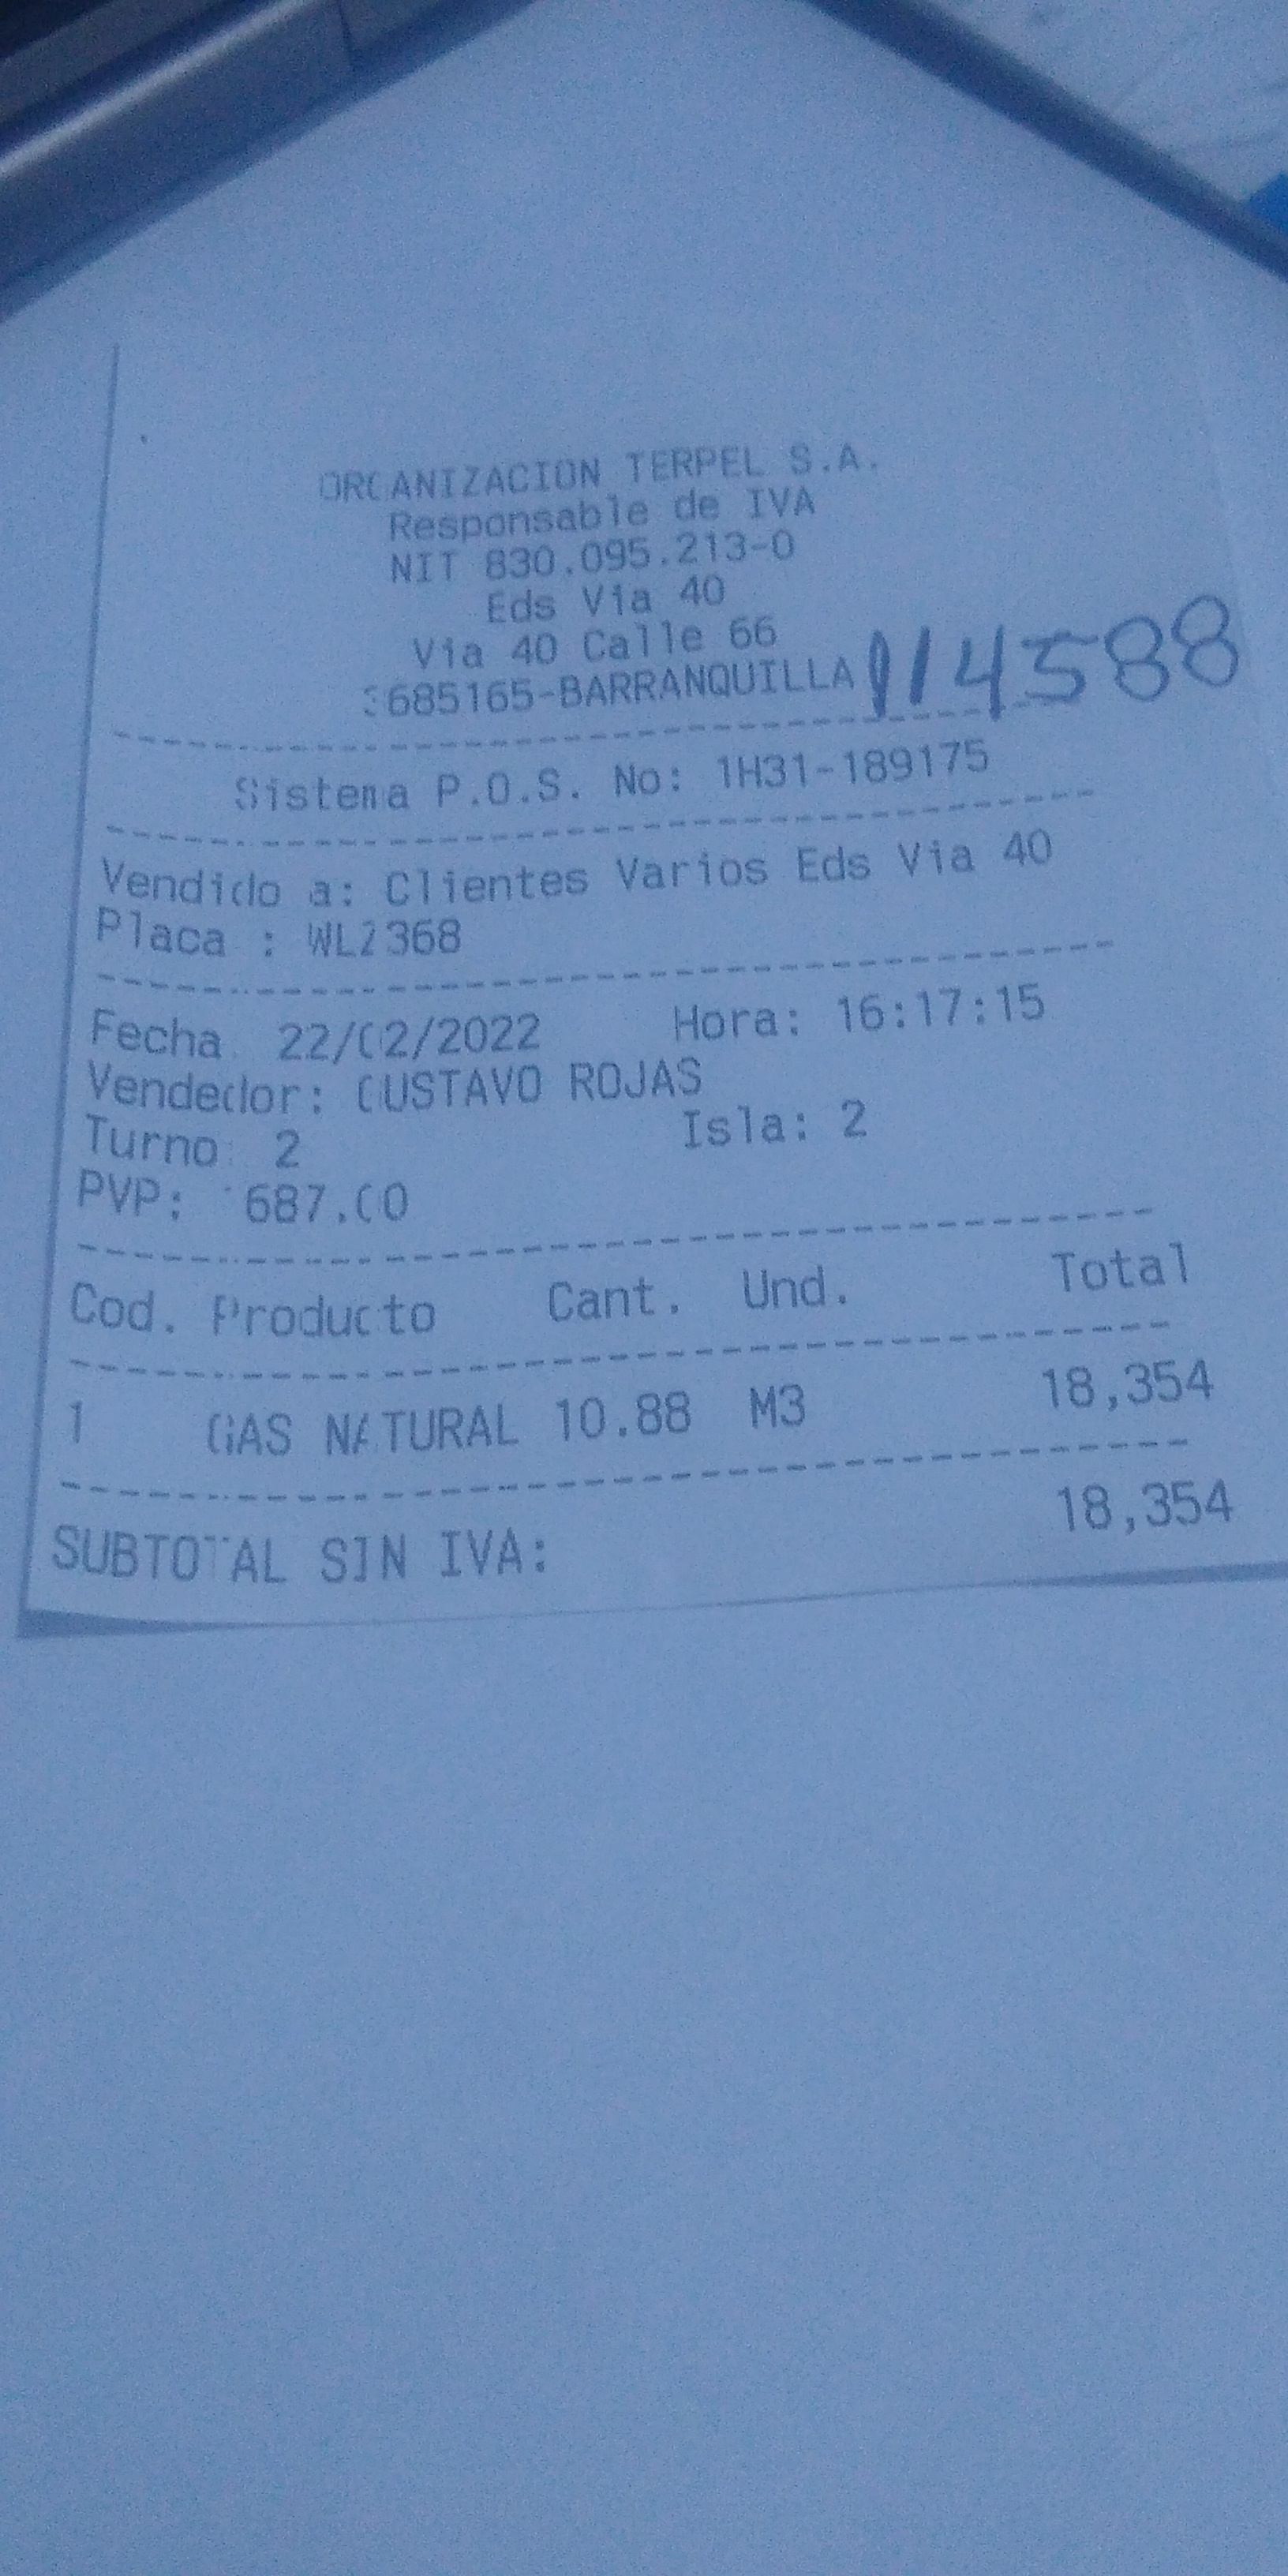 ORGANIZACION TERPEL S.A.
Responsable de IVA
NIT 830.095.213-0
Eds Via 40
Via 40 Calle 66
3685165-BARRANQUILLA
114588
Sistema P.O.S. No: 1H31-189175
Vendido a: Clientes Varios Eds Via 40
Placa : WLZ368
Fecha 22/02/2022 Hora: 16:17:15
Vendedor: GUSTAVO ROJAS
Turno: 2 Isla: 2
PVP: 1687.00
Cod. Producto Cant. Und. Total
1 GAS NATURAL 10.88 M3 18,354
SUBTOTAL SIN IVA: 18,354